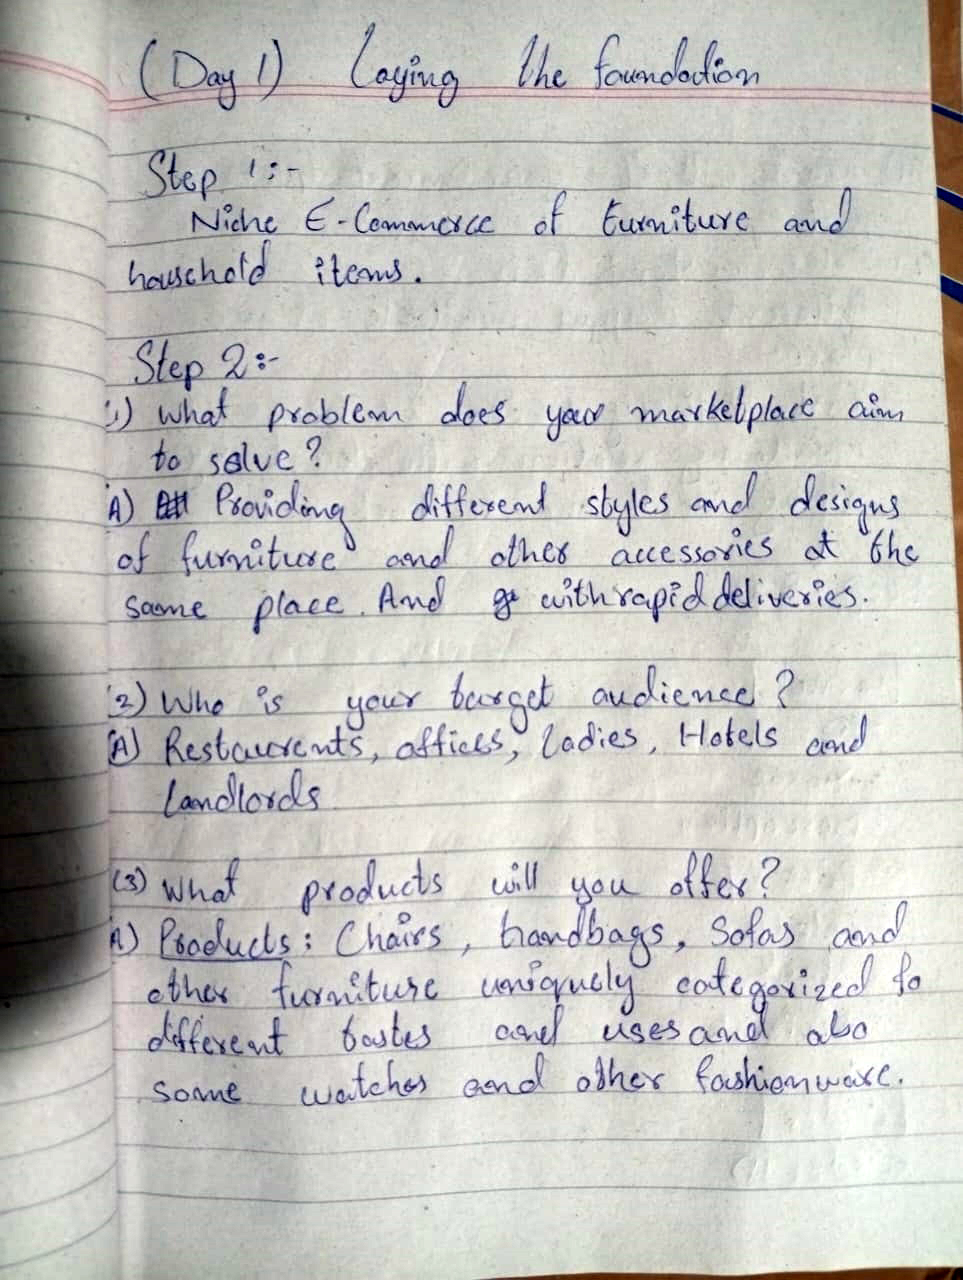 (Day 1) Laying the foundation
Step 1:-
Niche E-Commerce of furniture and
household items.
Step 2:-
1) What problem does your marketplace aim
to solve?
A) Providing different styles and designs
of furniture and other accessories at the
same place. And with rapid deliveries.
(2) Who is your target audience?
(A) Restaurents, offices, Ladies, Hotels and
Landlords
(3) What products will you offer?
A) Products: Chairs, handbags, Sofas and
other furniture uniquely categorized fo
different tastes and uses and also
some watches and other fashionware.